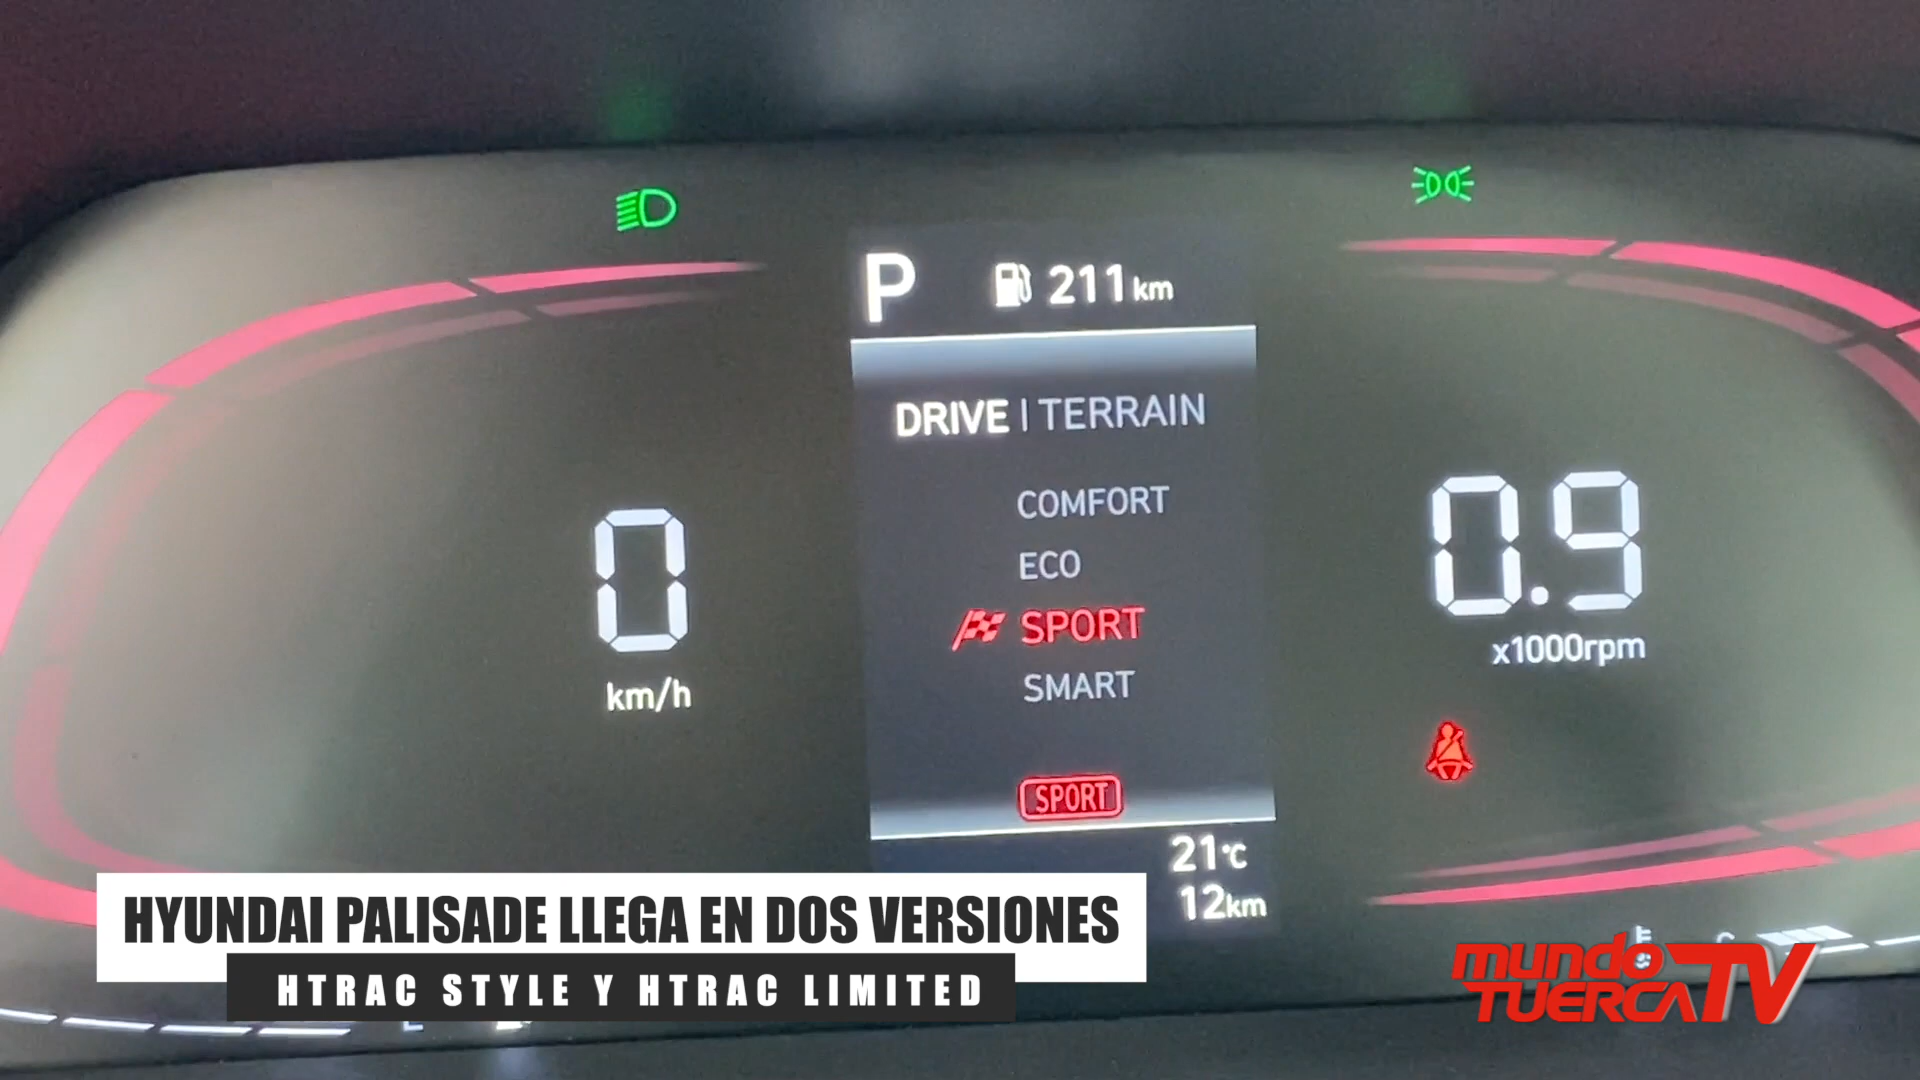 P 211km
DRIVE | TERRAIN
COMFORT
ECO
SPORT
SMART
SPORT
0
km/h
0.9
x1000rpm
21°C
12km
C
E
HYUNDAI PALISADE LLEGA EN DOS VERSIONES
HTRAC STYLE Y HTRAC LIMITED
mundo
TUERCA TV